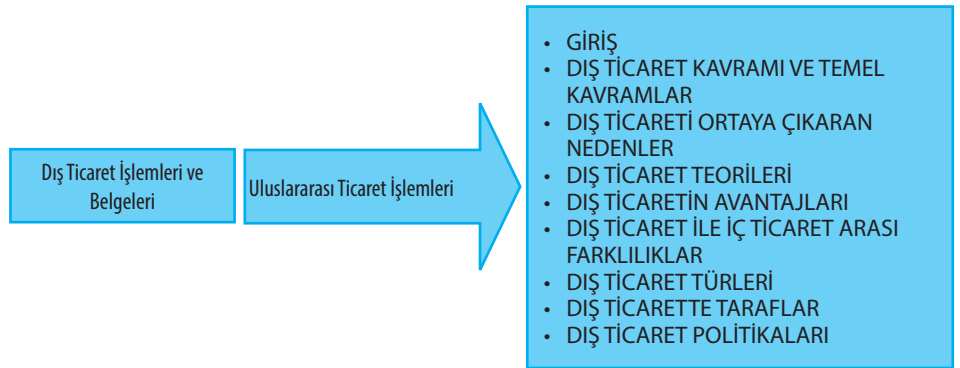 Dış Ticaret İşlemleri ve
Belgeleri
Uluslararası Ticaret İşlemleri
• GİRİŞ
• DIŞ TİCARET KAVRAMI VE TEMEL
KAVRAMLAR
• DIŞ TİCARETİ ORTAYA ÇIKARAN
NEDENLER
• DIŞ TİCARET TEORİLERİ
• DIŞ TİCARETİN AVANTAJLARI
• DIŞ TİCARET İLE İÇ TİCARET ARASI
FARKLILIKLAR
• DIŞ TİCARET TÜRLERİ
• DIŞ TİCARETTE TARAFLAR
• DIŞ TİCARET POLİTİKALARI